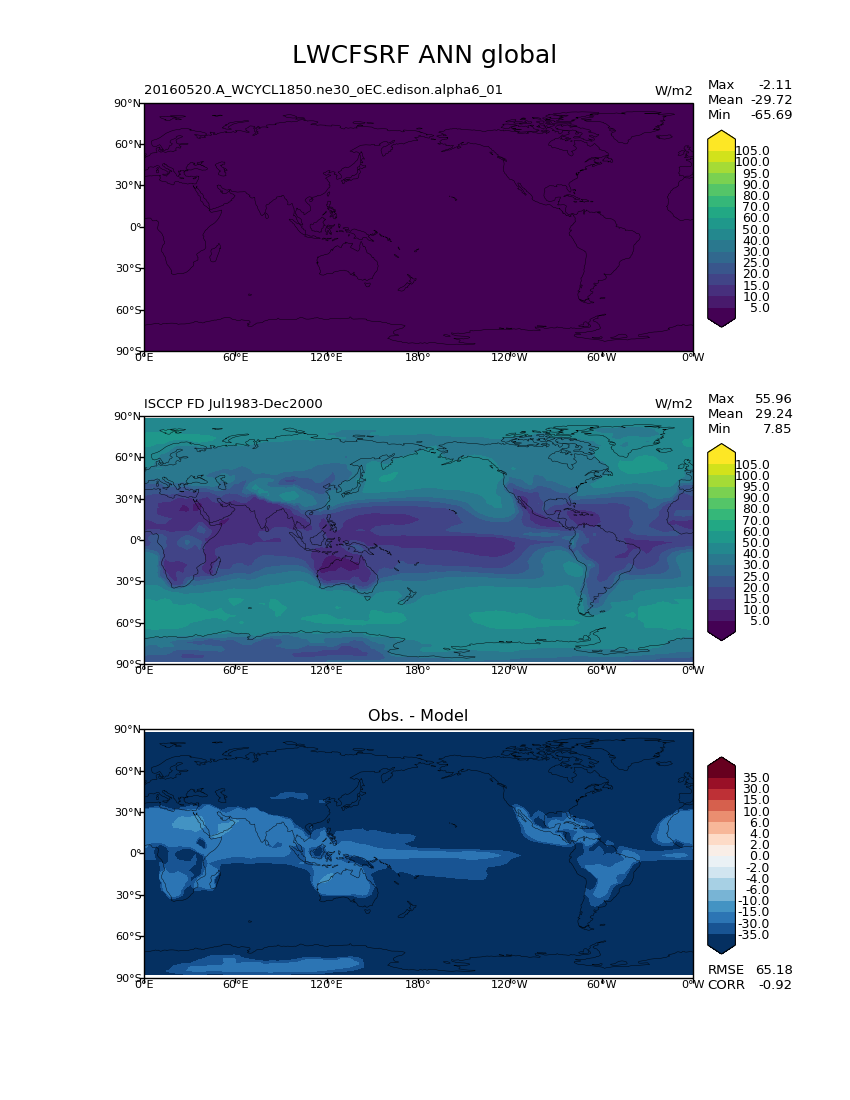 LWCFSRF ANN global
20160520.A_WCYCL1850.ne30_oEC.edison.alpha6_01 W/m2
Max -2.11
Mean -29.72
Min -65.69
90°N
60°N
30°N
0°
30°S
60°S
90°S
0°E 60°E 120°E 180° 120°W 60°W 0°W
105.0
100.0
95.0
90.0
80.0
70.0
60.0
50.0
40.0
30.0
25.0
20.0
15.0
10.0
5.0
ISCCP FD Jul1983-Dec2000 W/m2
Max 55.96
Mean 29.24
Min 7.85
90°N
60°N
30°N
0°
30°S
60°S
90°S
0°E 60°E 120°E 180° 120°W 60°W 0°W
105.0
100.0
95.0
90.0
80.0
70.0
60.0
50.0
40.0
30.0
25.0
20.0
15.0
10.0
5.0
Obs. - Model
90°N
60°N
30°N
0°
30°S
60°S
90°S
0°E 60°E 120°E 180° 120°W 60°W 0°W
35.0
30.0
15.0
10.0
6.0
4.0
2.0
0.0
-2.0
-4.0
-6.0
-10.0
-15.0
-30.0
-35.0
RMSE 65.18
CORR -0.92